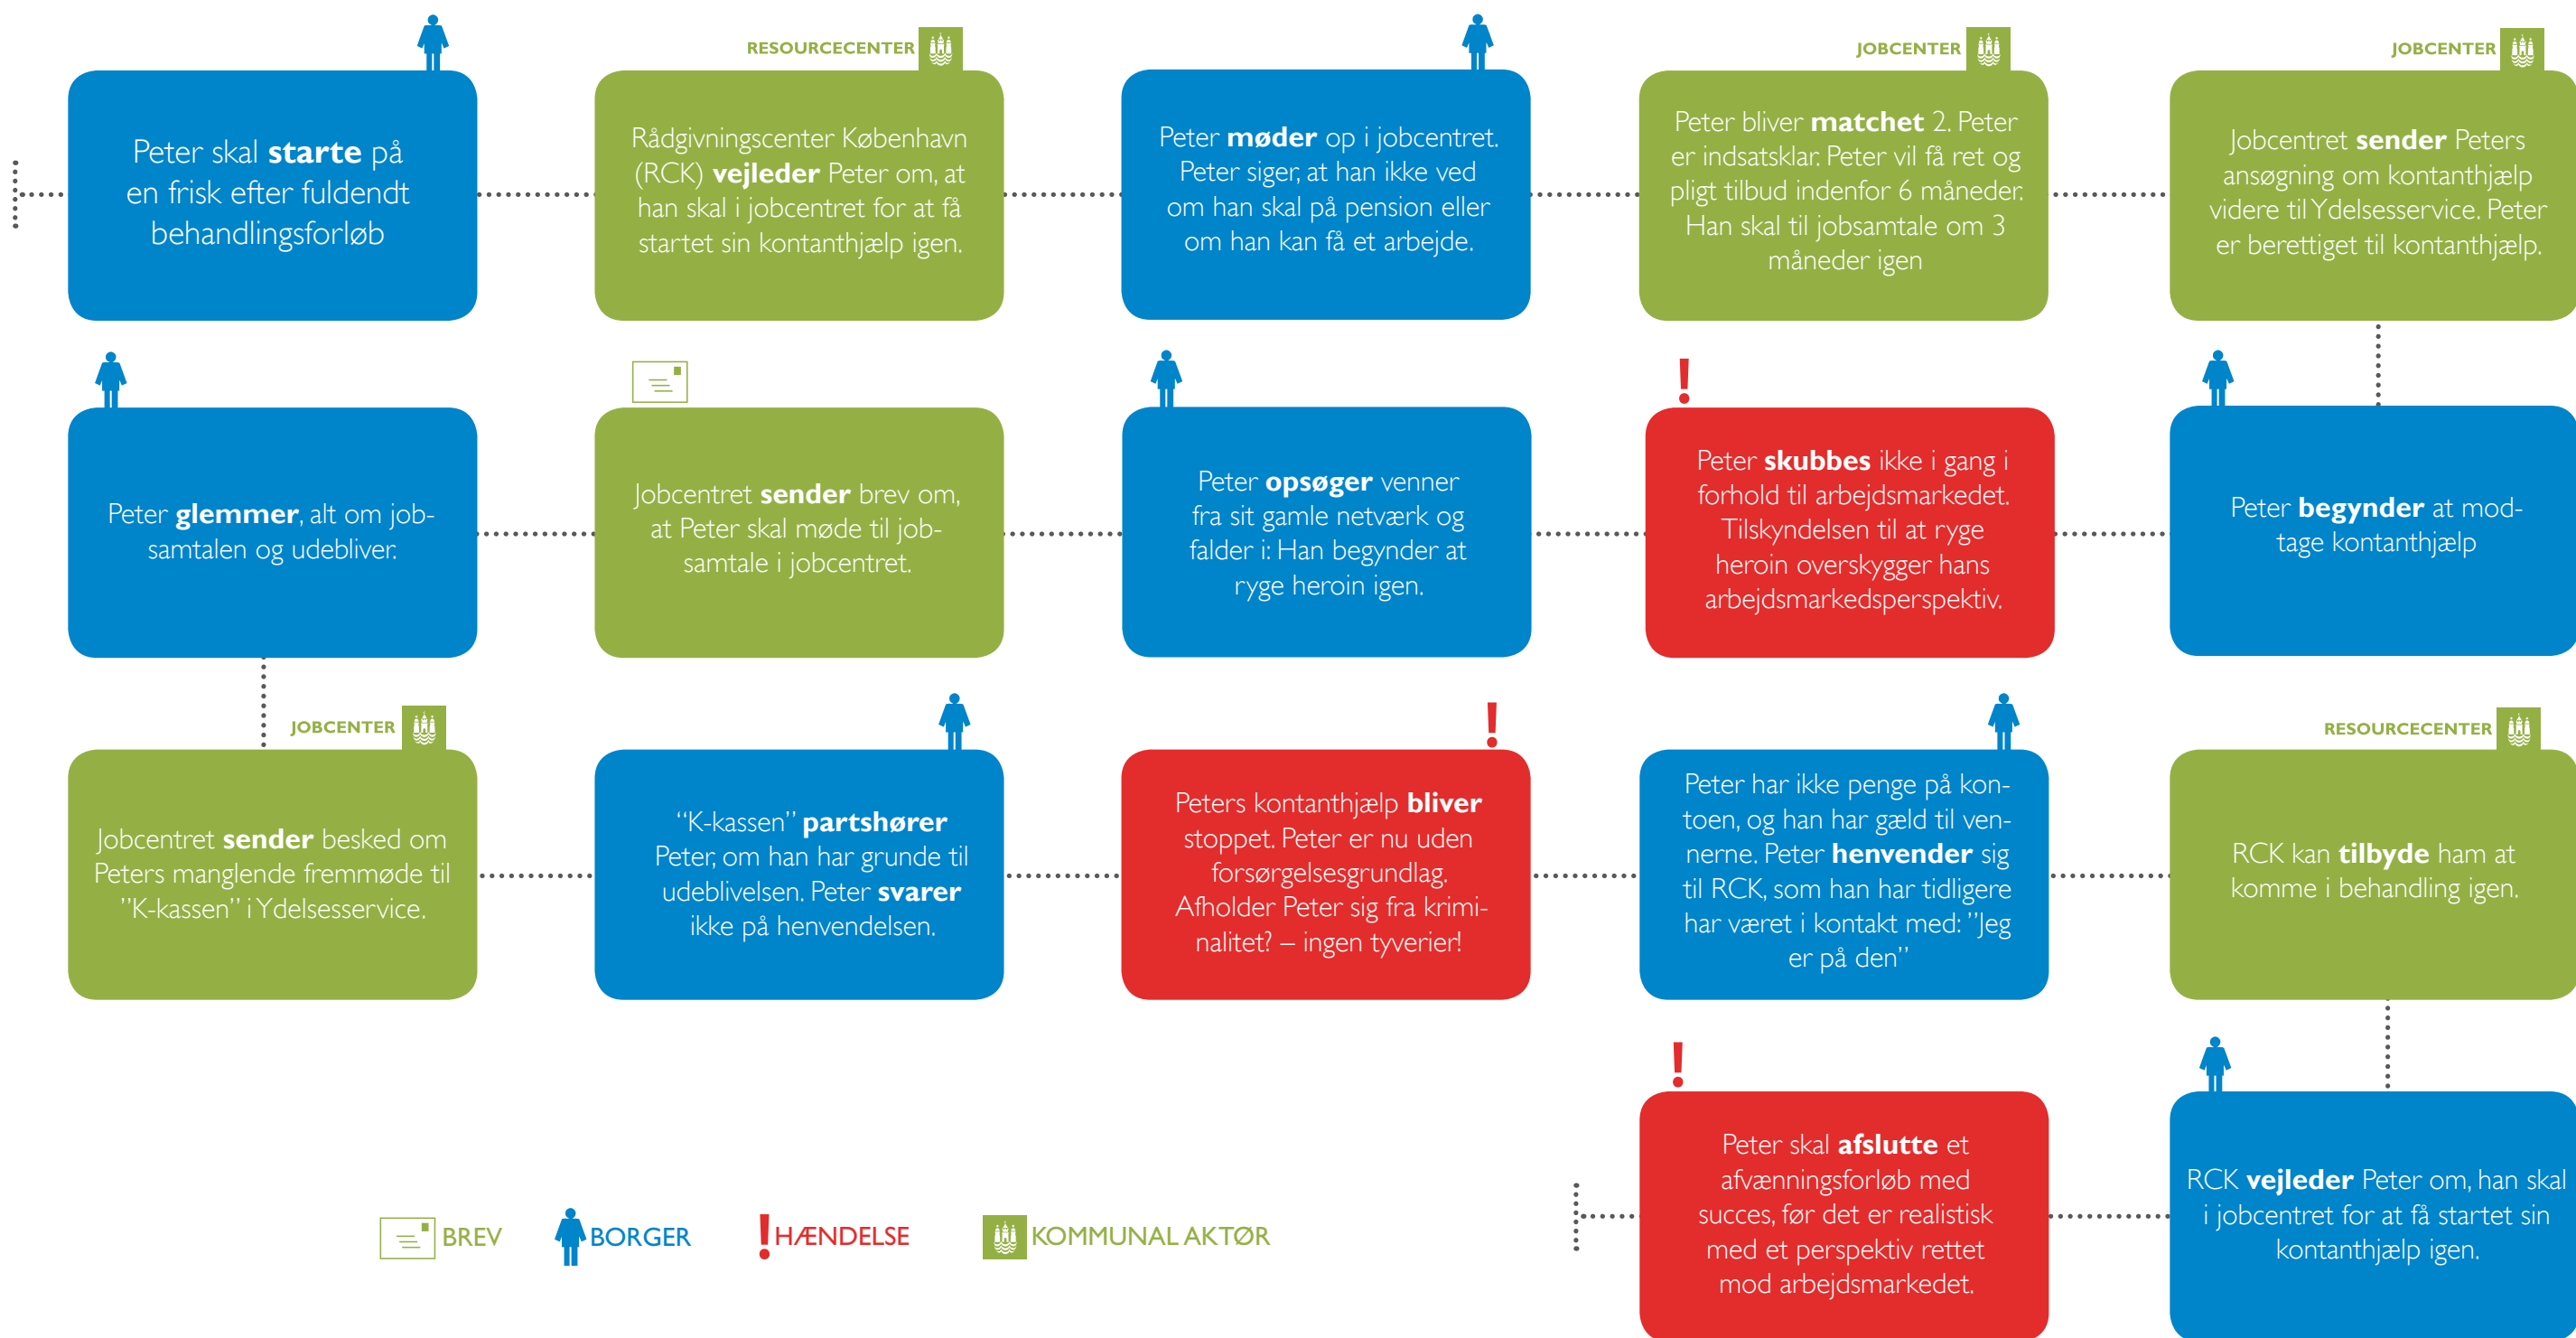 Peter skal starte på
en frisk efter fuldendt
behandlingsforløb
RESOURCECENTER
Rådgivningscenter København
(RCK) vejleder Peter om, at
han skal i jobcentret for at få
startet sin kontanthjælp igen.
Peter møder op i jobcentret.
Peter siger, at han ikke ved
om han skal på pension eller
om han kan få et arbejde.
JOBCENTER
Peter bliver matchet 2. Peter
er indsatsklar. Peter vil få ret og
pligt tilbud indenfor 6 måneder.
Han skal til jobsamtale om 3
måneder igen
JOBCENTER
Jobcentret sender Peters
ansøgning om kontanthjælp
videre til Ydelsesservice. Peter
er berettiget til kontanthjælp.
Peter begynder at mod-
tage kontanthjælp
Peter skubbes ikke i gang i
forhold til arbejdsmarkedet.
Tilskyndelsen til at ryge
heroin overskygger hans
arbejdsmarkedsperspektiv.
Peter opsøger venner
fra sit gamle netværk og
falder i: Han begynder at
ryge heroin igen.
Jobcentret sender brev om,
at Peter skal møde til job-
samtale i jobcentret.
Peter glemmer, alt om job-
samtalen og udebliver.
JOBCENTER
Jobcentret sender besked om
Peters manglende fremmøde til
”K-kassen” i Ydelsesservice.
“K-kassen” partshører
Peter, om han har grunde til
udeblivelsen. Peter svarer
ikke på henvendelsen.
Peters kontanthjælp bliver
stoppet. Peter er nu uden
forsørgelsesgrundlag.
Afholder Peter sig fra krimi-
nalitet? – ingen tyverier!
Peter har ikke penge på kon-
toen, og han har gæld til ven-
nerne. Peter henvender sig
til RCK, som han har tidligere
har været i kontakt med: ”Jeg
er på den”
RESOURCECENTER
RCK kan tilbyde ham at
komme i behandling igen.
RCK vejleder Peter om, han skal
i jobcentret for at få startet sin
kontanthjælp igen.
Peter skal afslutte et
afvænningsforløb med
succes, før det er realistisk
med et perspektiv rettet
mod arbejdsmarkedet.
BREV
BORGER
! HÆNDELSE
KOMMUNAL AKTØR